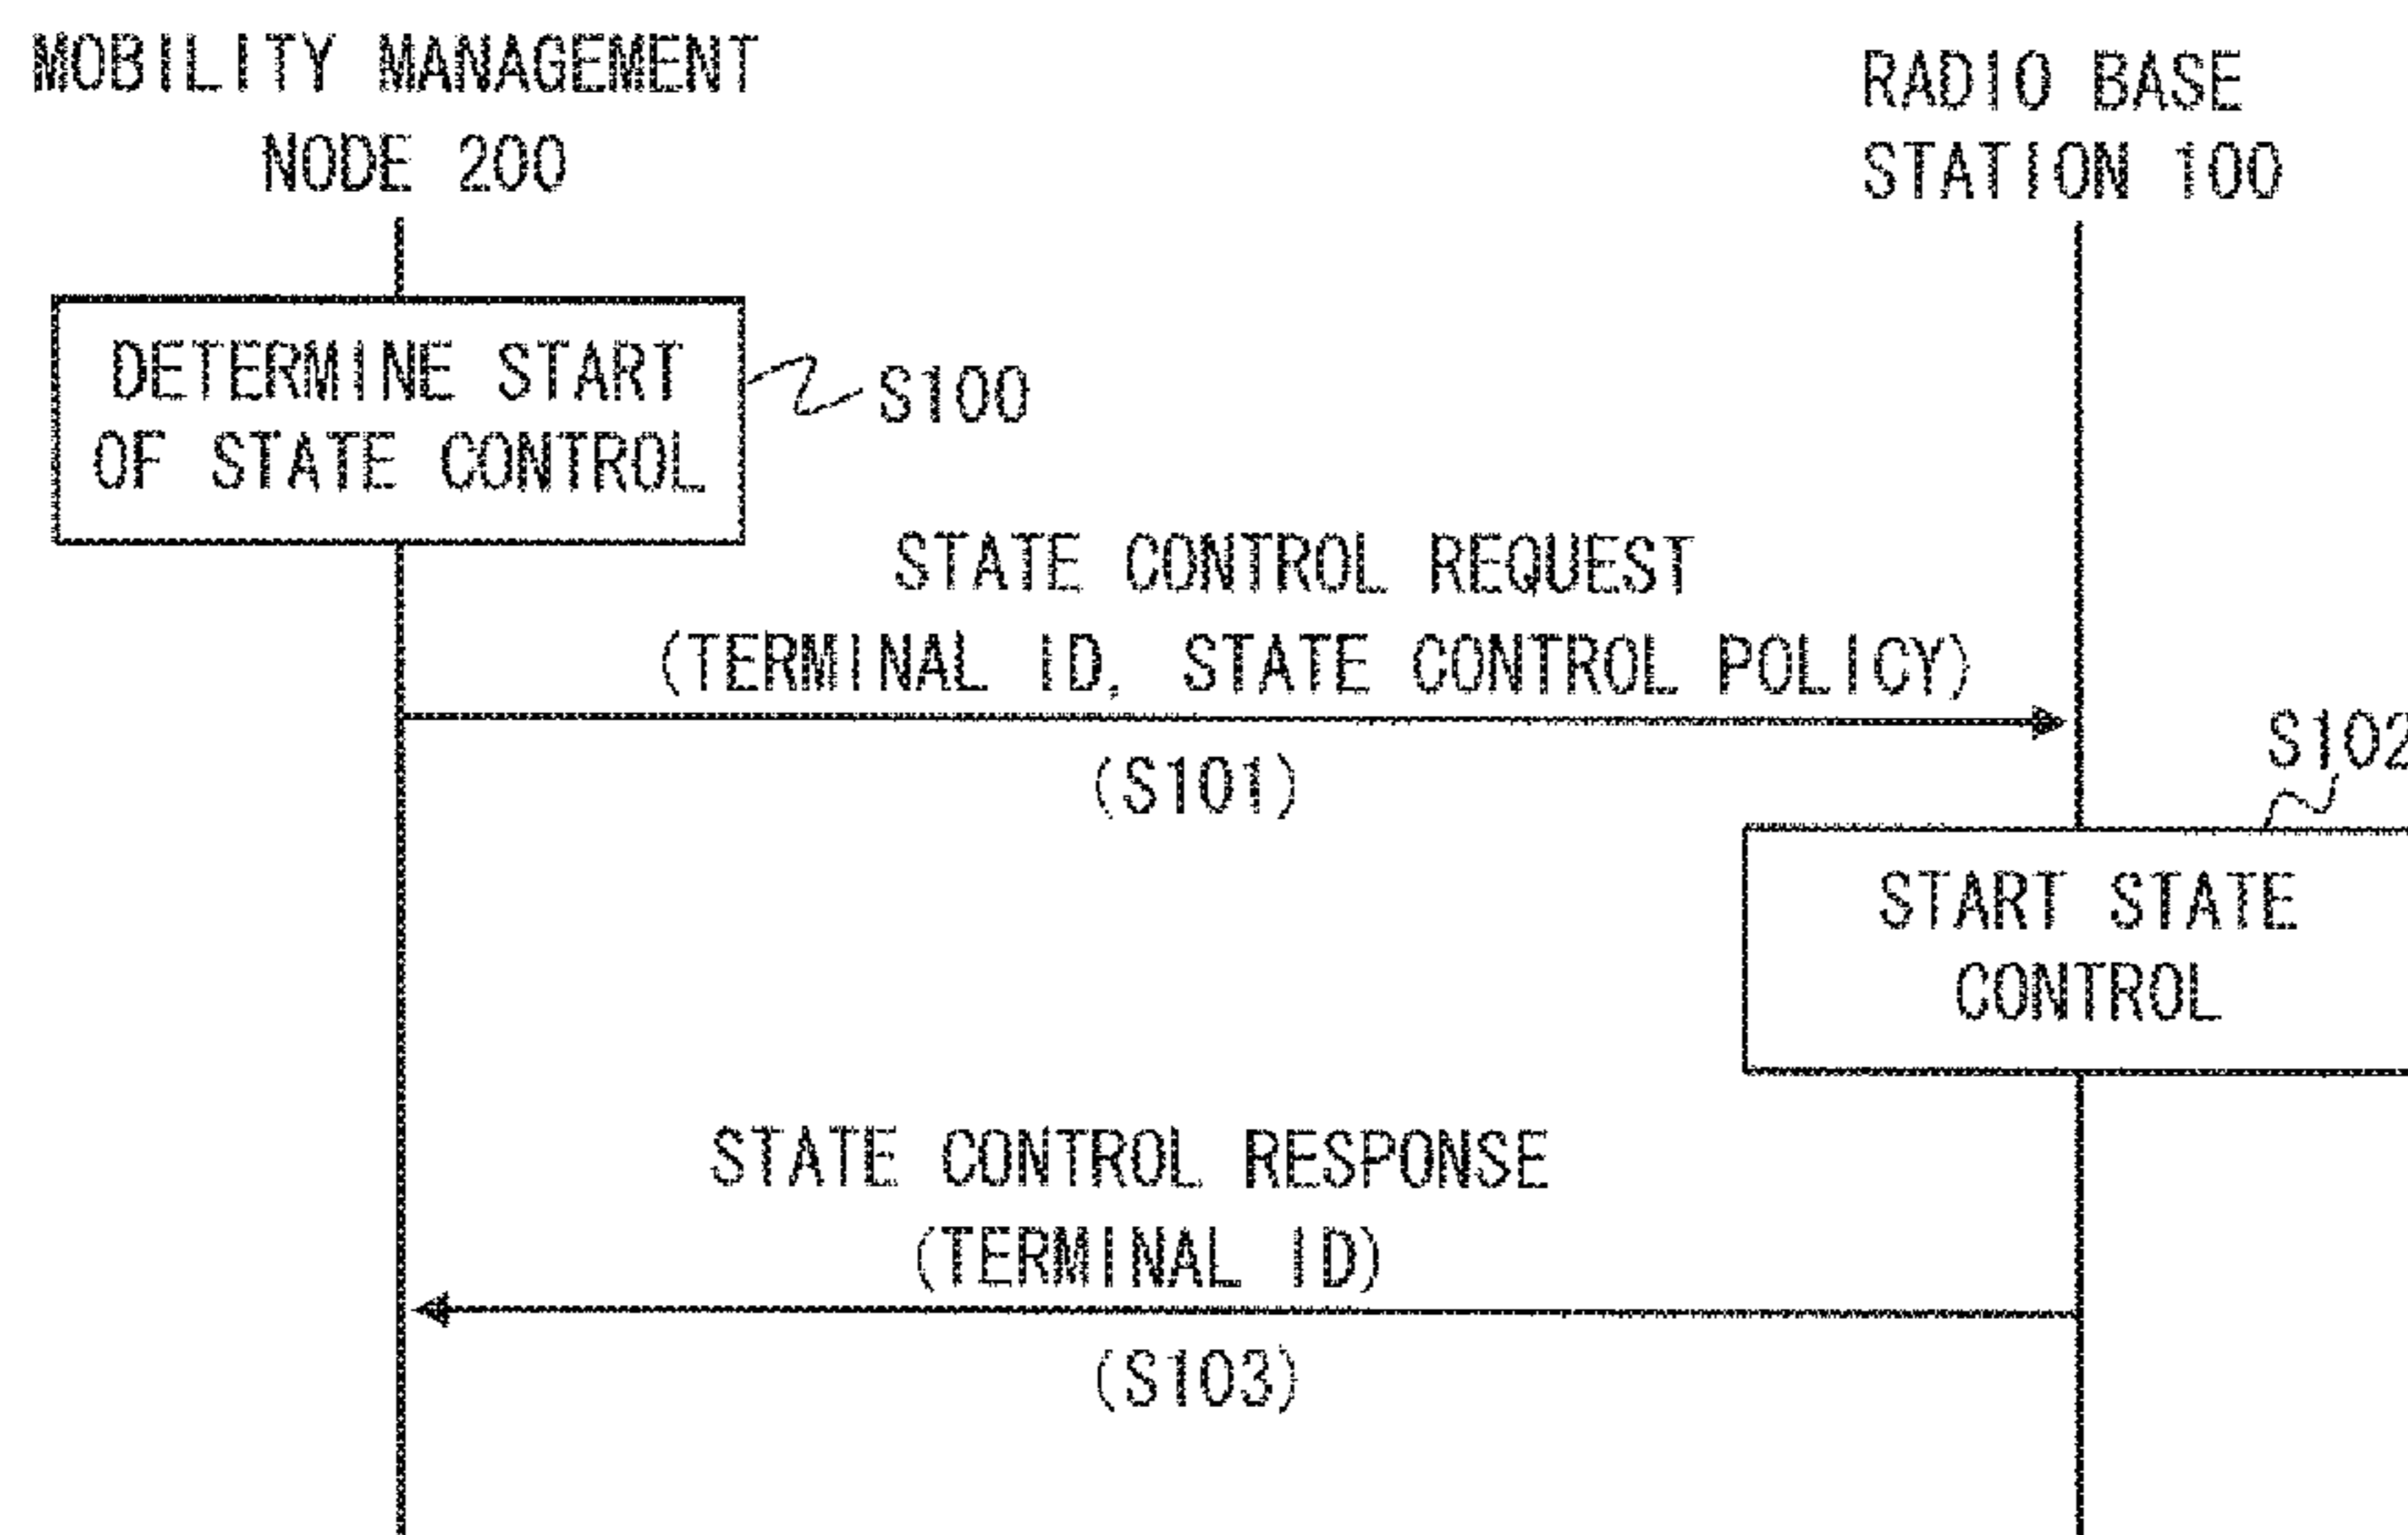 MOBILITY MANAGEMENT
NODE 200
RADIO BASE
STATION 100
DETERMINE START
OF STATE CONTROL
S100
STATE CONTROL REQUEST
(TERMINAL ID, STATE CONTROL POLICY)
(S101)
S102
START STATE
CONTROL
STATE CONTROL RESPONSE
(TERMINAL ID)
(S103)